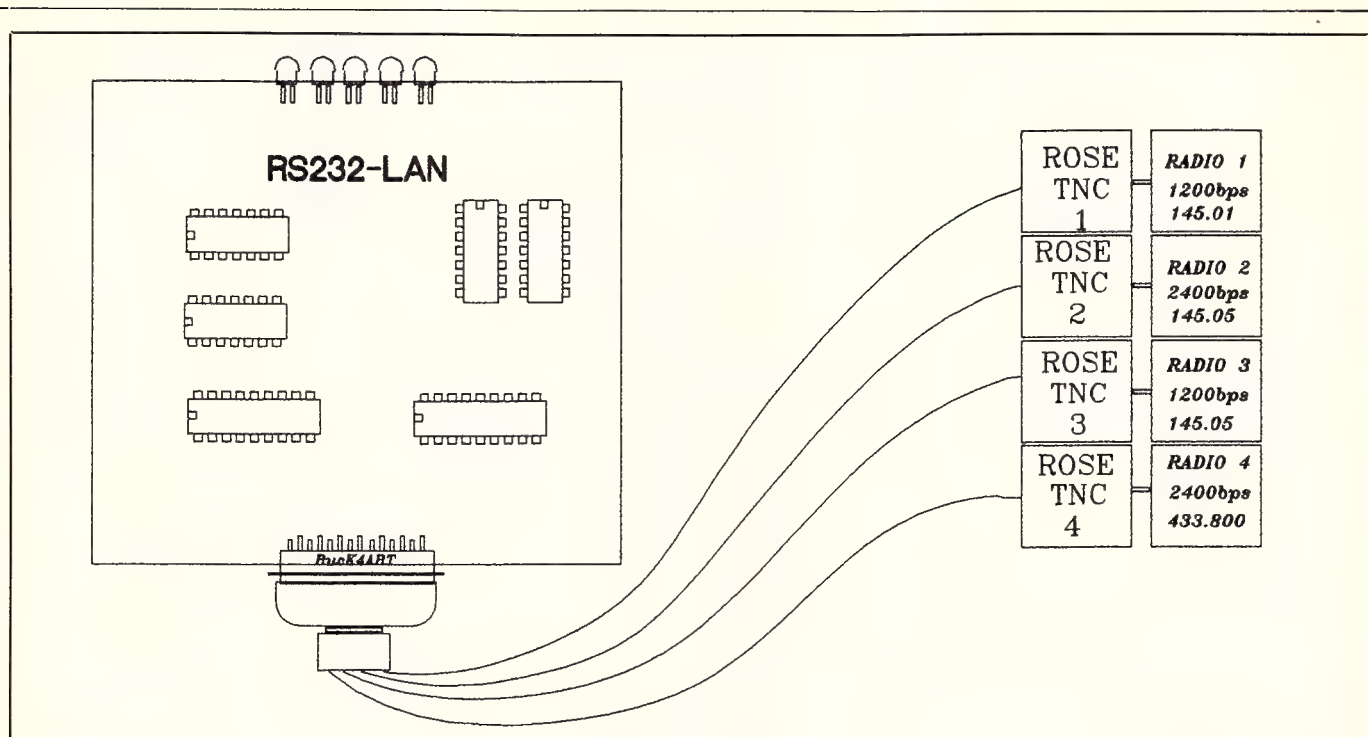 RS232-LAN
BucK4ABT
ROSE
TNC
1
RADIO 1
1200bps
145.01
ROSE
TNC
2
RADIO 2
2400bps
145.05
ROSE
TNC
3
RADIO 3
1200bps
145.05
ROSE
TNC
4
RADIO 4
2400bps
433.800